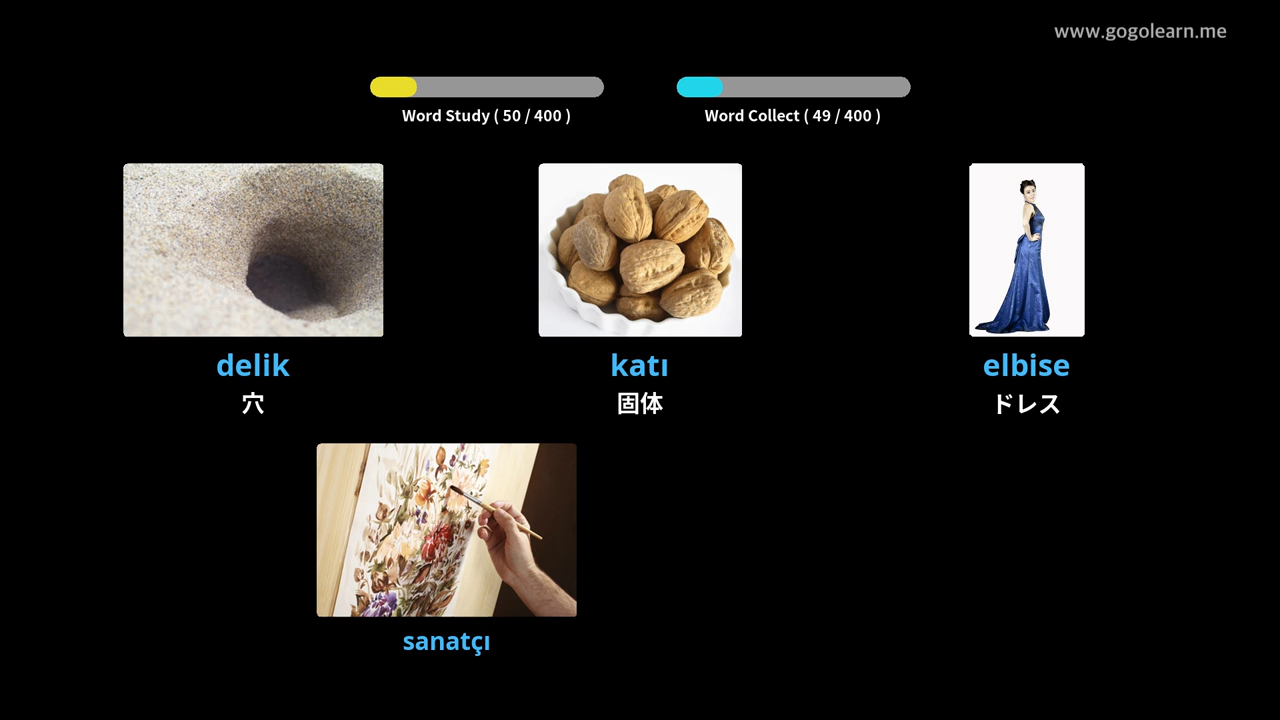 www.gogolearn.me
Word Study ( 50 / 400 )
Word Collect ( 49 / 400 )
delik
穴
katı
固体
elbise
ドレス
sanatçı